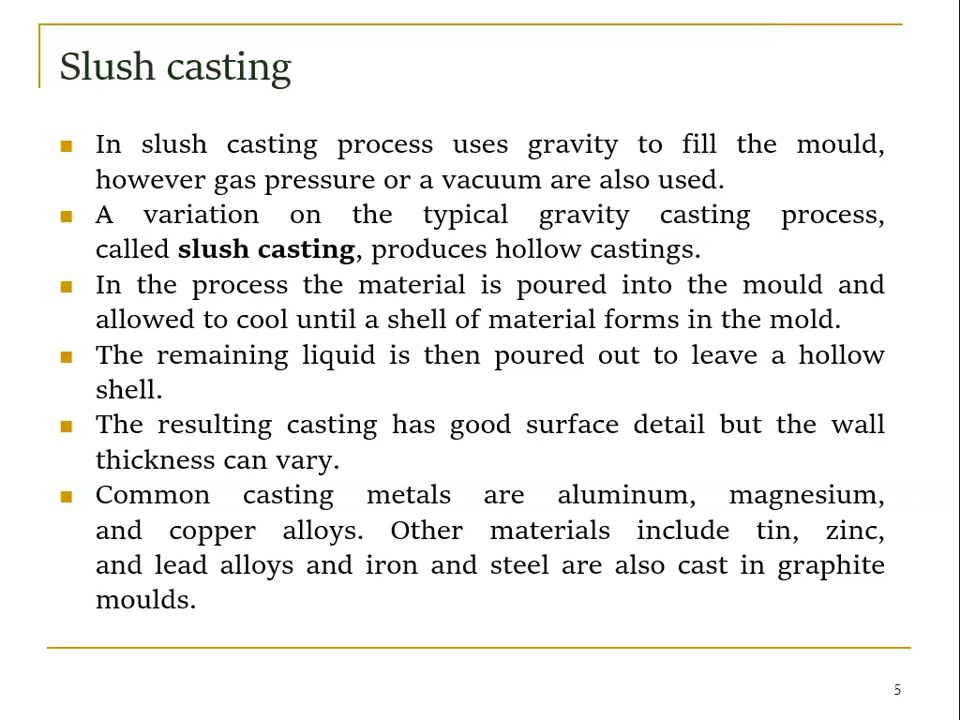 Slush casting
In slush casting process uses gravity to fill the mould,
however gas pressure or a vacuum are also used.
A variation on the typical gravity casting process,
called slush casting, produces hollow castings.
In the process the material is poured into the mould and
allowed to cool until a shell of material forms in the mold.
The remaining liquid is then poured out to leave a hollow
shell.
The resulting casting has good surface detail but the wall
thickness can vary.
Common casting metals are aluminum, magnesium,
and copper alloys. Other materials include tin, zinc,
and lead alloys and iron and steel are also cast in graphite
moulds.
5